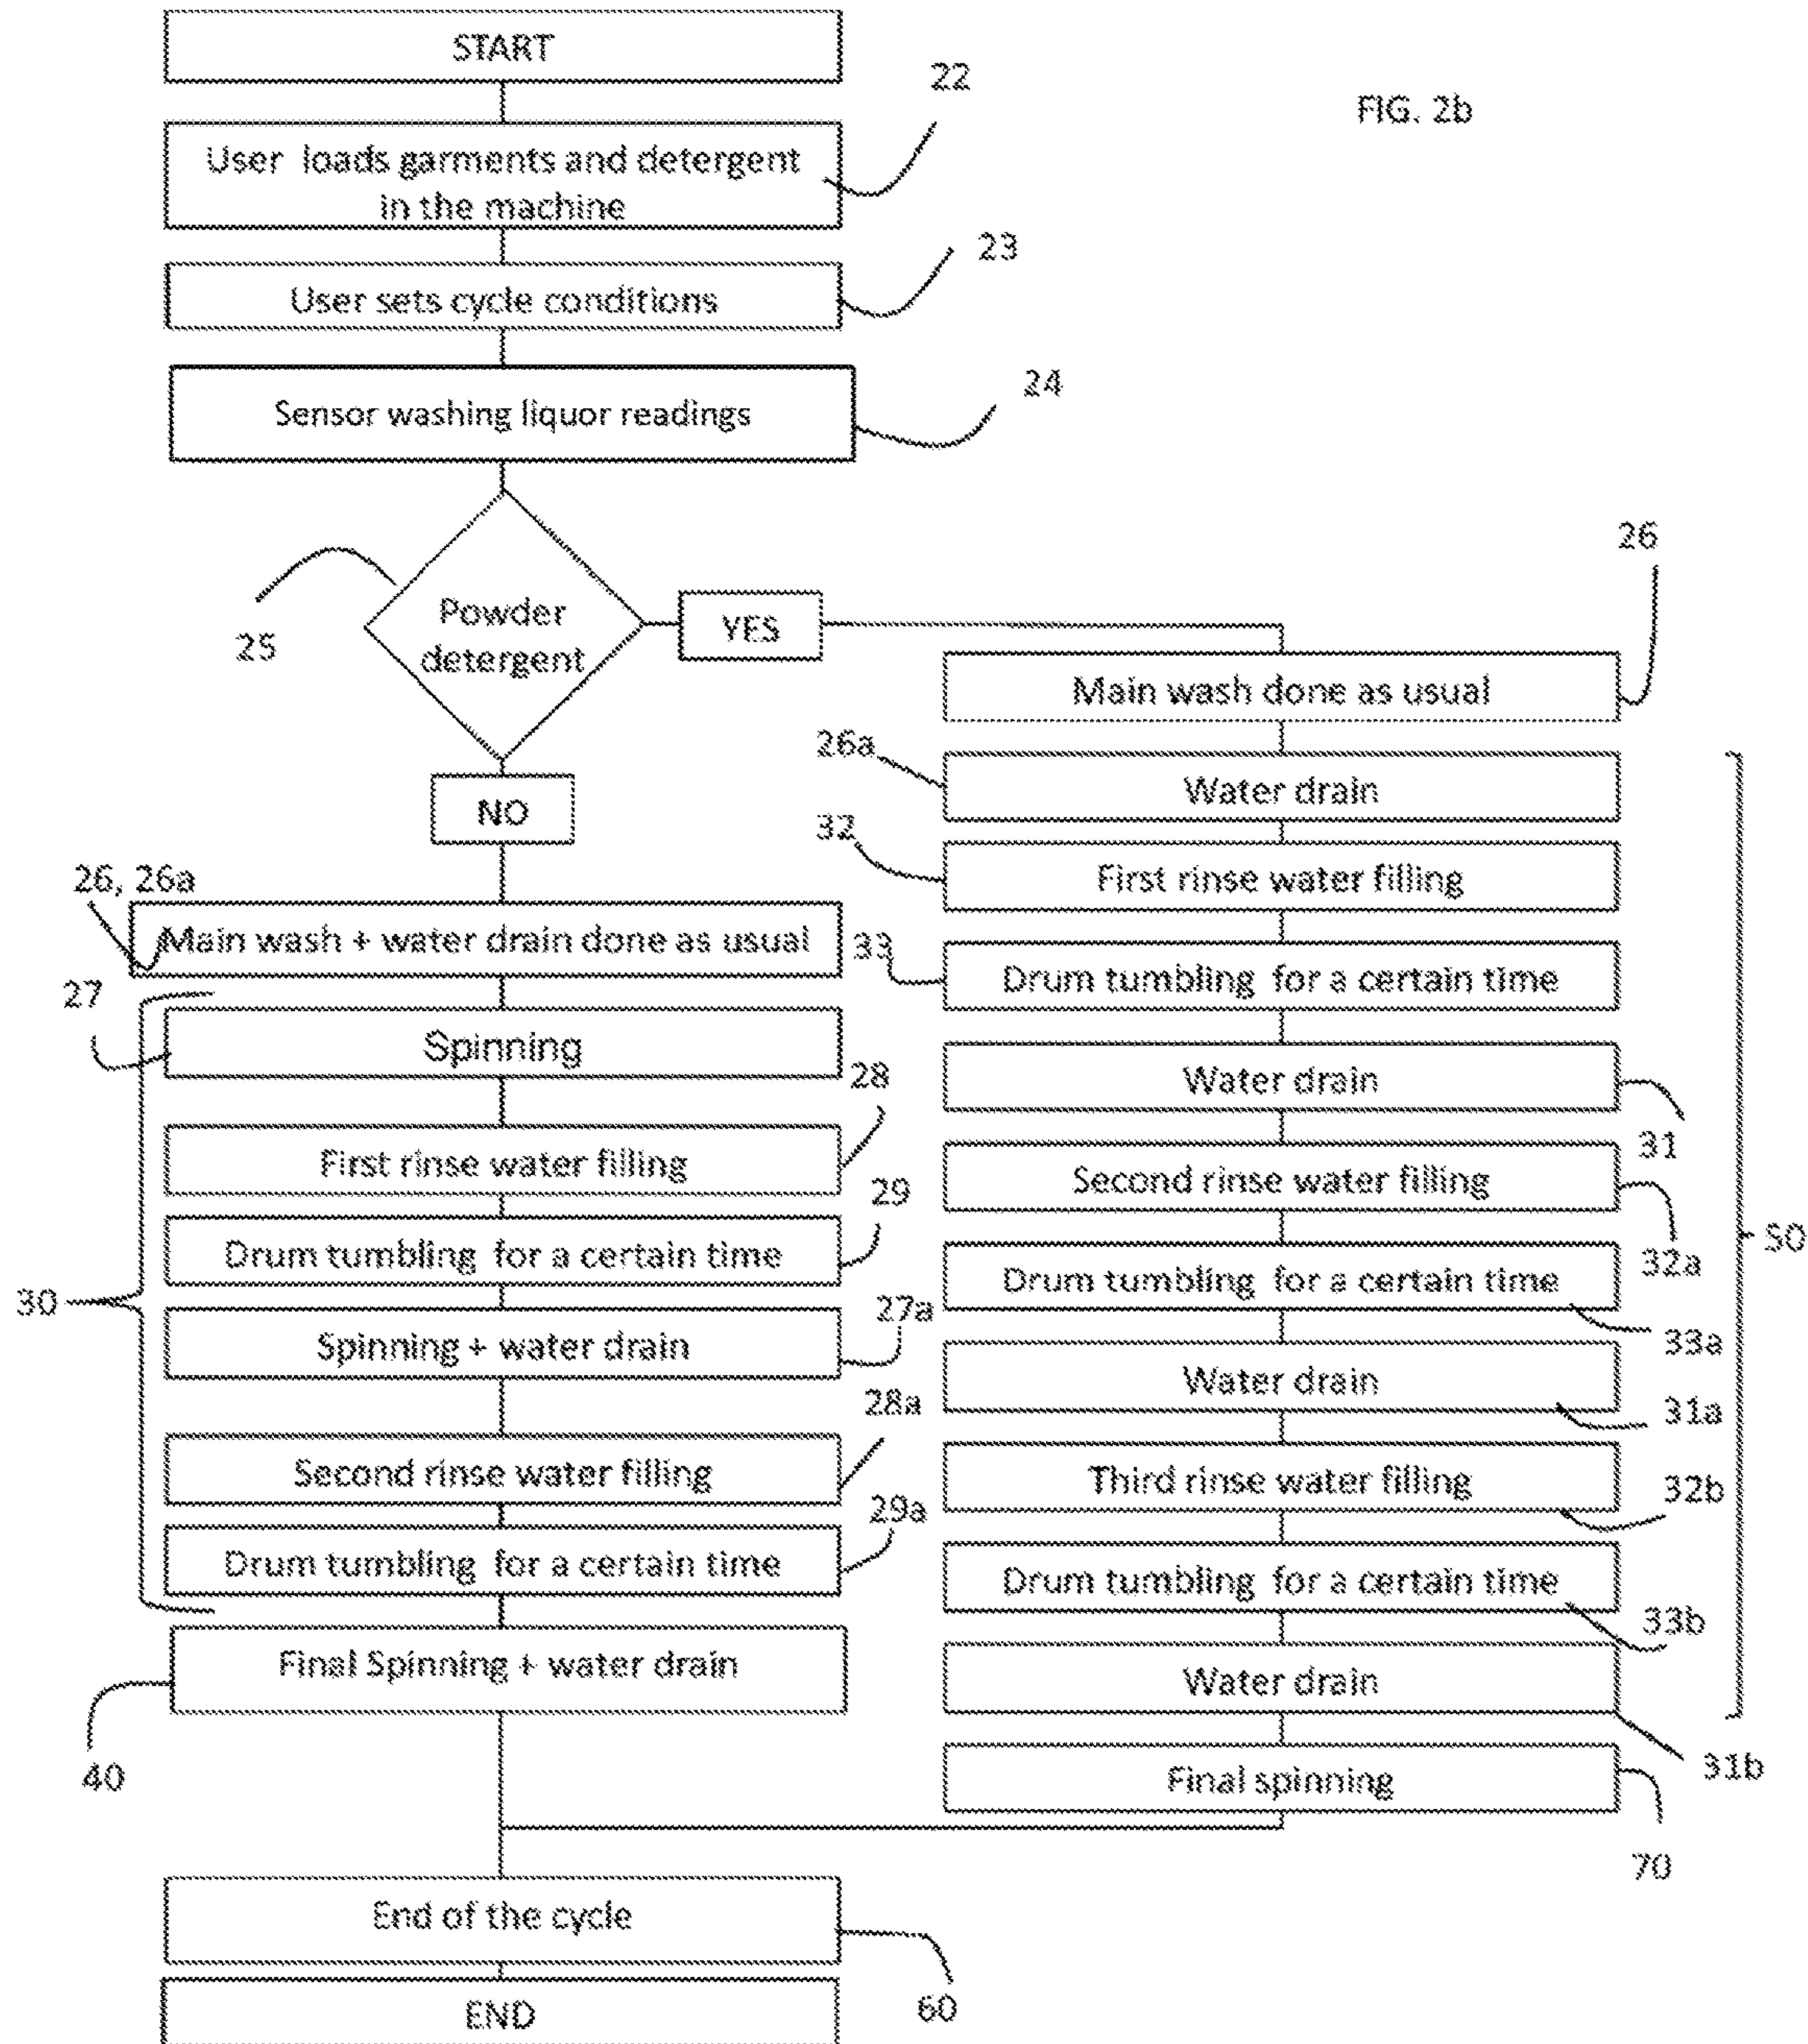 START
22
FIG. 2b
User loads garments and detergent
in the machine
23
User sets cycle conditions
24
Sensor washing liquor readings
25
Powder
detergent
YES
NO
26
Main wash done as usual
26a
Water drain
32
First rinse water filling
33
Drum tumbling for a certain time
Water drain
31
Second rinse water filling
32a
Drum tumbling for a certain time
33a
Water drain
31a
Third rinse water filling
32b
Drum tumbling for a certain time
33b
Water drain
31b
50
Final spinning
70
26, 26a
Main wash + water drain done as usual
27
Spinning
28
First rinse water filling
29
Drum tumbling for a certain time
30
27a
Spinning + water drain
28a
Second rinse water filling
29a
Drum tumbling for a certain time
Final Spinning + water drain
40
End of the cycle
60
END